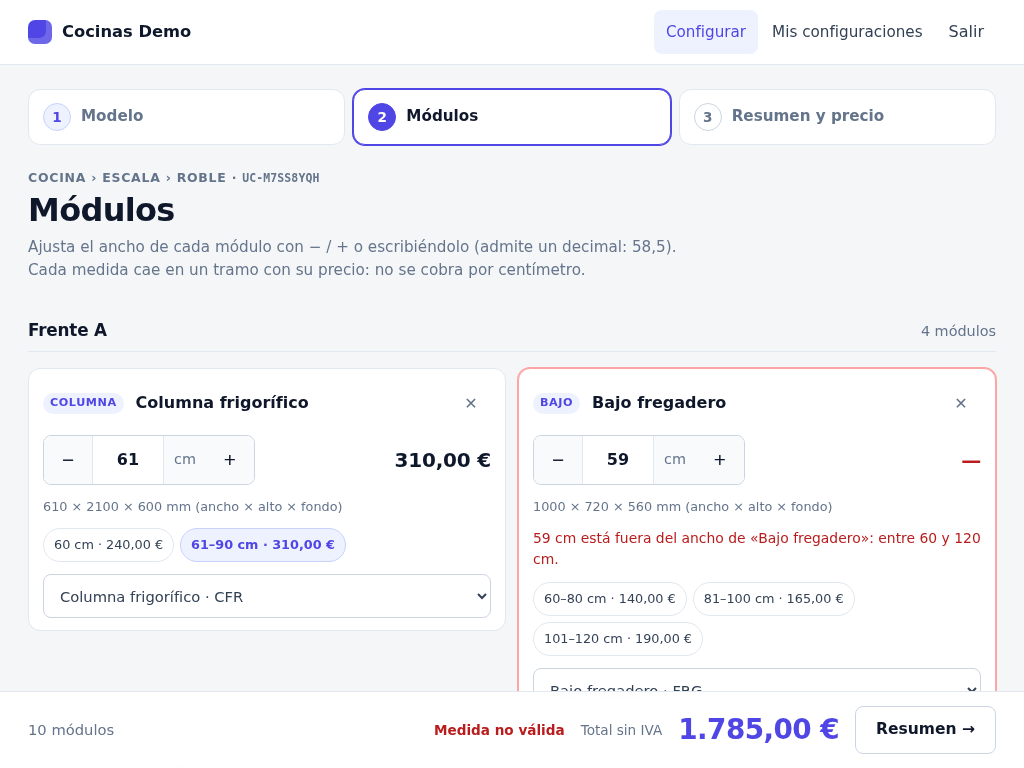 Cocinas Demo
Configurar
Mis configuraciones
Salir
1 Modelo
2 Módulos
3 Resumen y precio
COCINA › ESCALA › ROBLE · UC-M7SS8YQH
Módulos
Ajusta el ancho de cada módulo con − / + o escribiéndolo (admite un decimal: 58,5).
Cada medida cae en un tramo con su precio: no se cobra por centímetro.
Frente A
4 módulos
COLUMNA Columna frigorífico ×
− 61 cm + 310,00 €
610 × 2100 × 600 mm (ancho × alto × fondo)
60 cm · 240,00 € 61–90 cm · 310,00 €
Columna frigorífico · CFR
BAJO Bajo fregadero ×
− 59 cm + —
1000 × 720 × 560 mm (ancho × alto × fondo)
59 cm está fuera del ancho de «Bajo fregadero»: entre 60 y 120
cm.
60–80 cm · 140,00 € 81–100 cm · 165,00 €
101–120 cm · 190,00 €
Bajo fregadero · FRG
10 módulos
Medida no válida
Total sin IVA
1.785,00 €
Resumen →